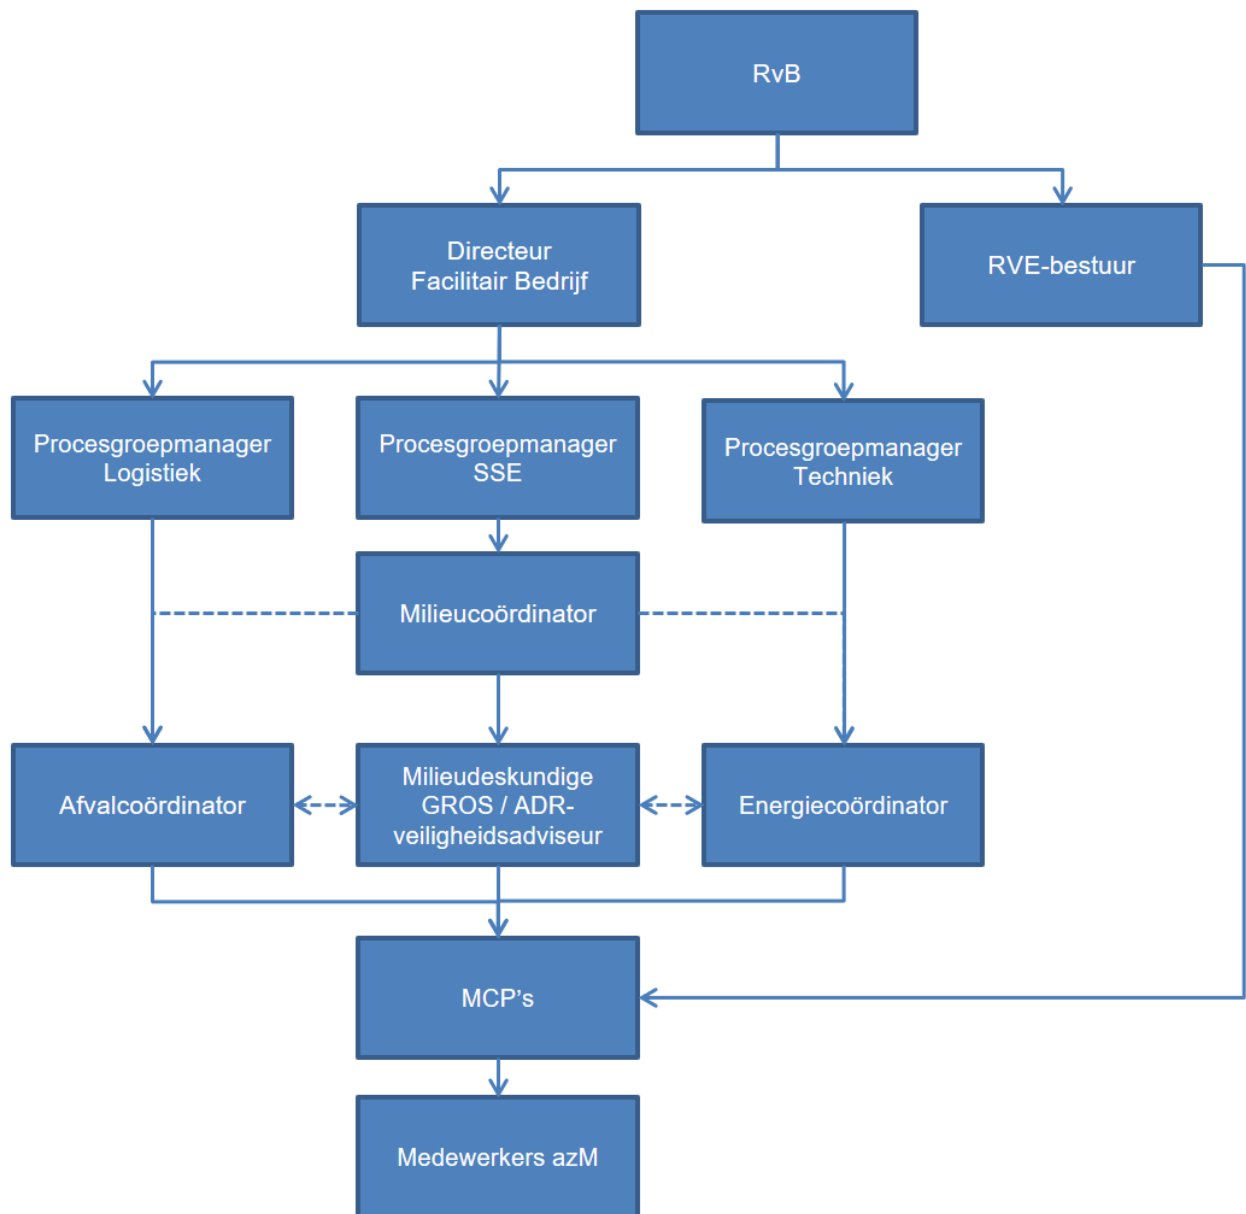 RvB
Directeur
Facilitair Bedrijf
RVE-bestuur
Procesgroepmanager
Logistiek
Procesgroepmanager
SSE
Procesgroepmanager
Techniek
Milieucoördinator
Afvalcoördinator
Milieudeskundige
GROS / ADR-
veiligheidsadviseur
Energiecoördinator
MCP's
Medewerkers azM